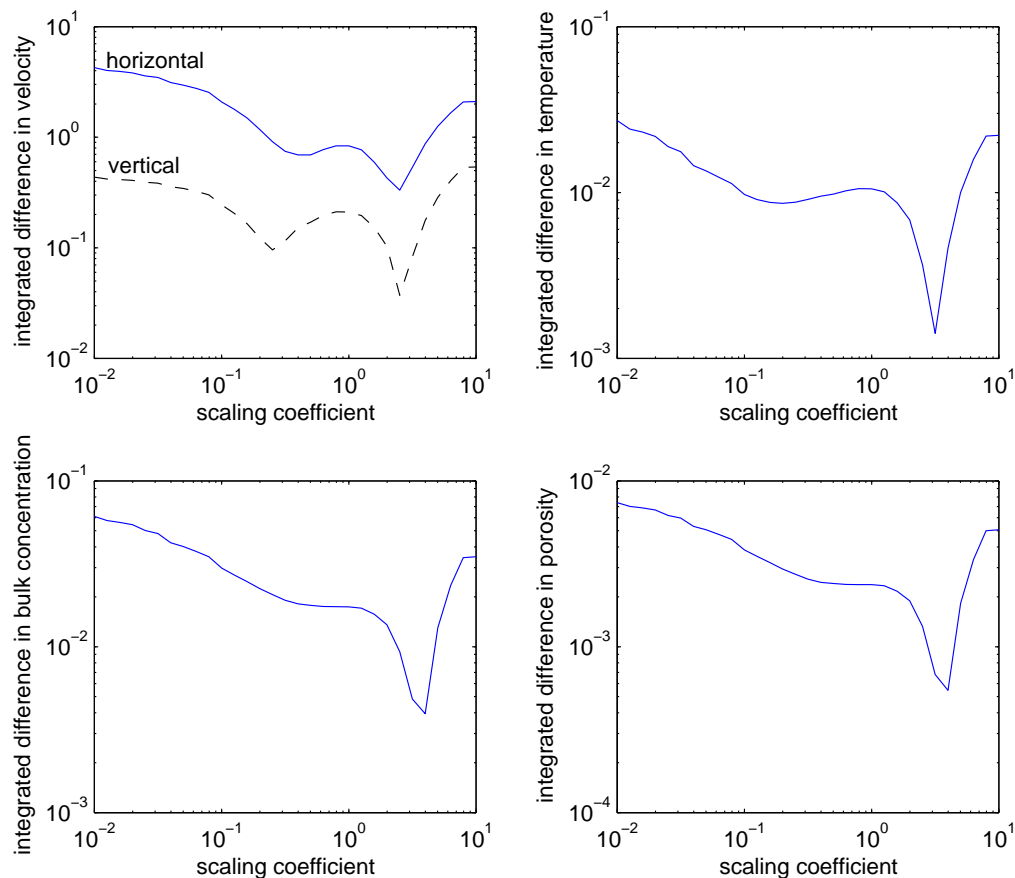 integrated difference in velocity
10^1
10^0
10^−1
10^−2
horizontal
vertical
10^−2 10^−1 10^0 10^1
scaling coefficient
integrated difference in temperature
10^−1
10^−2
10^−3
10^−2 10^−1 10^0 10^1
scaling coefficient
integrated difference in bulk concentration
10^−1
10^−2
10^−3
10^−2 10^−1 10^0 10^1
scaling coefficient
integrated difference in porosity
10^−2
10^−3
10^−4
10^−2 10^−1 10^0 10^1
scaling coefficient